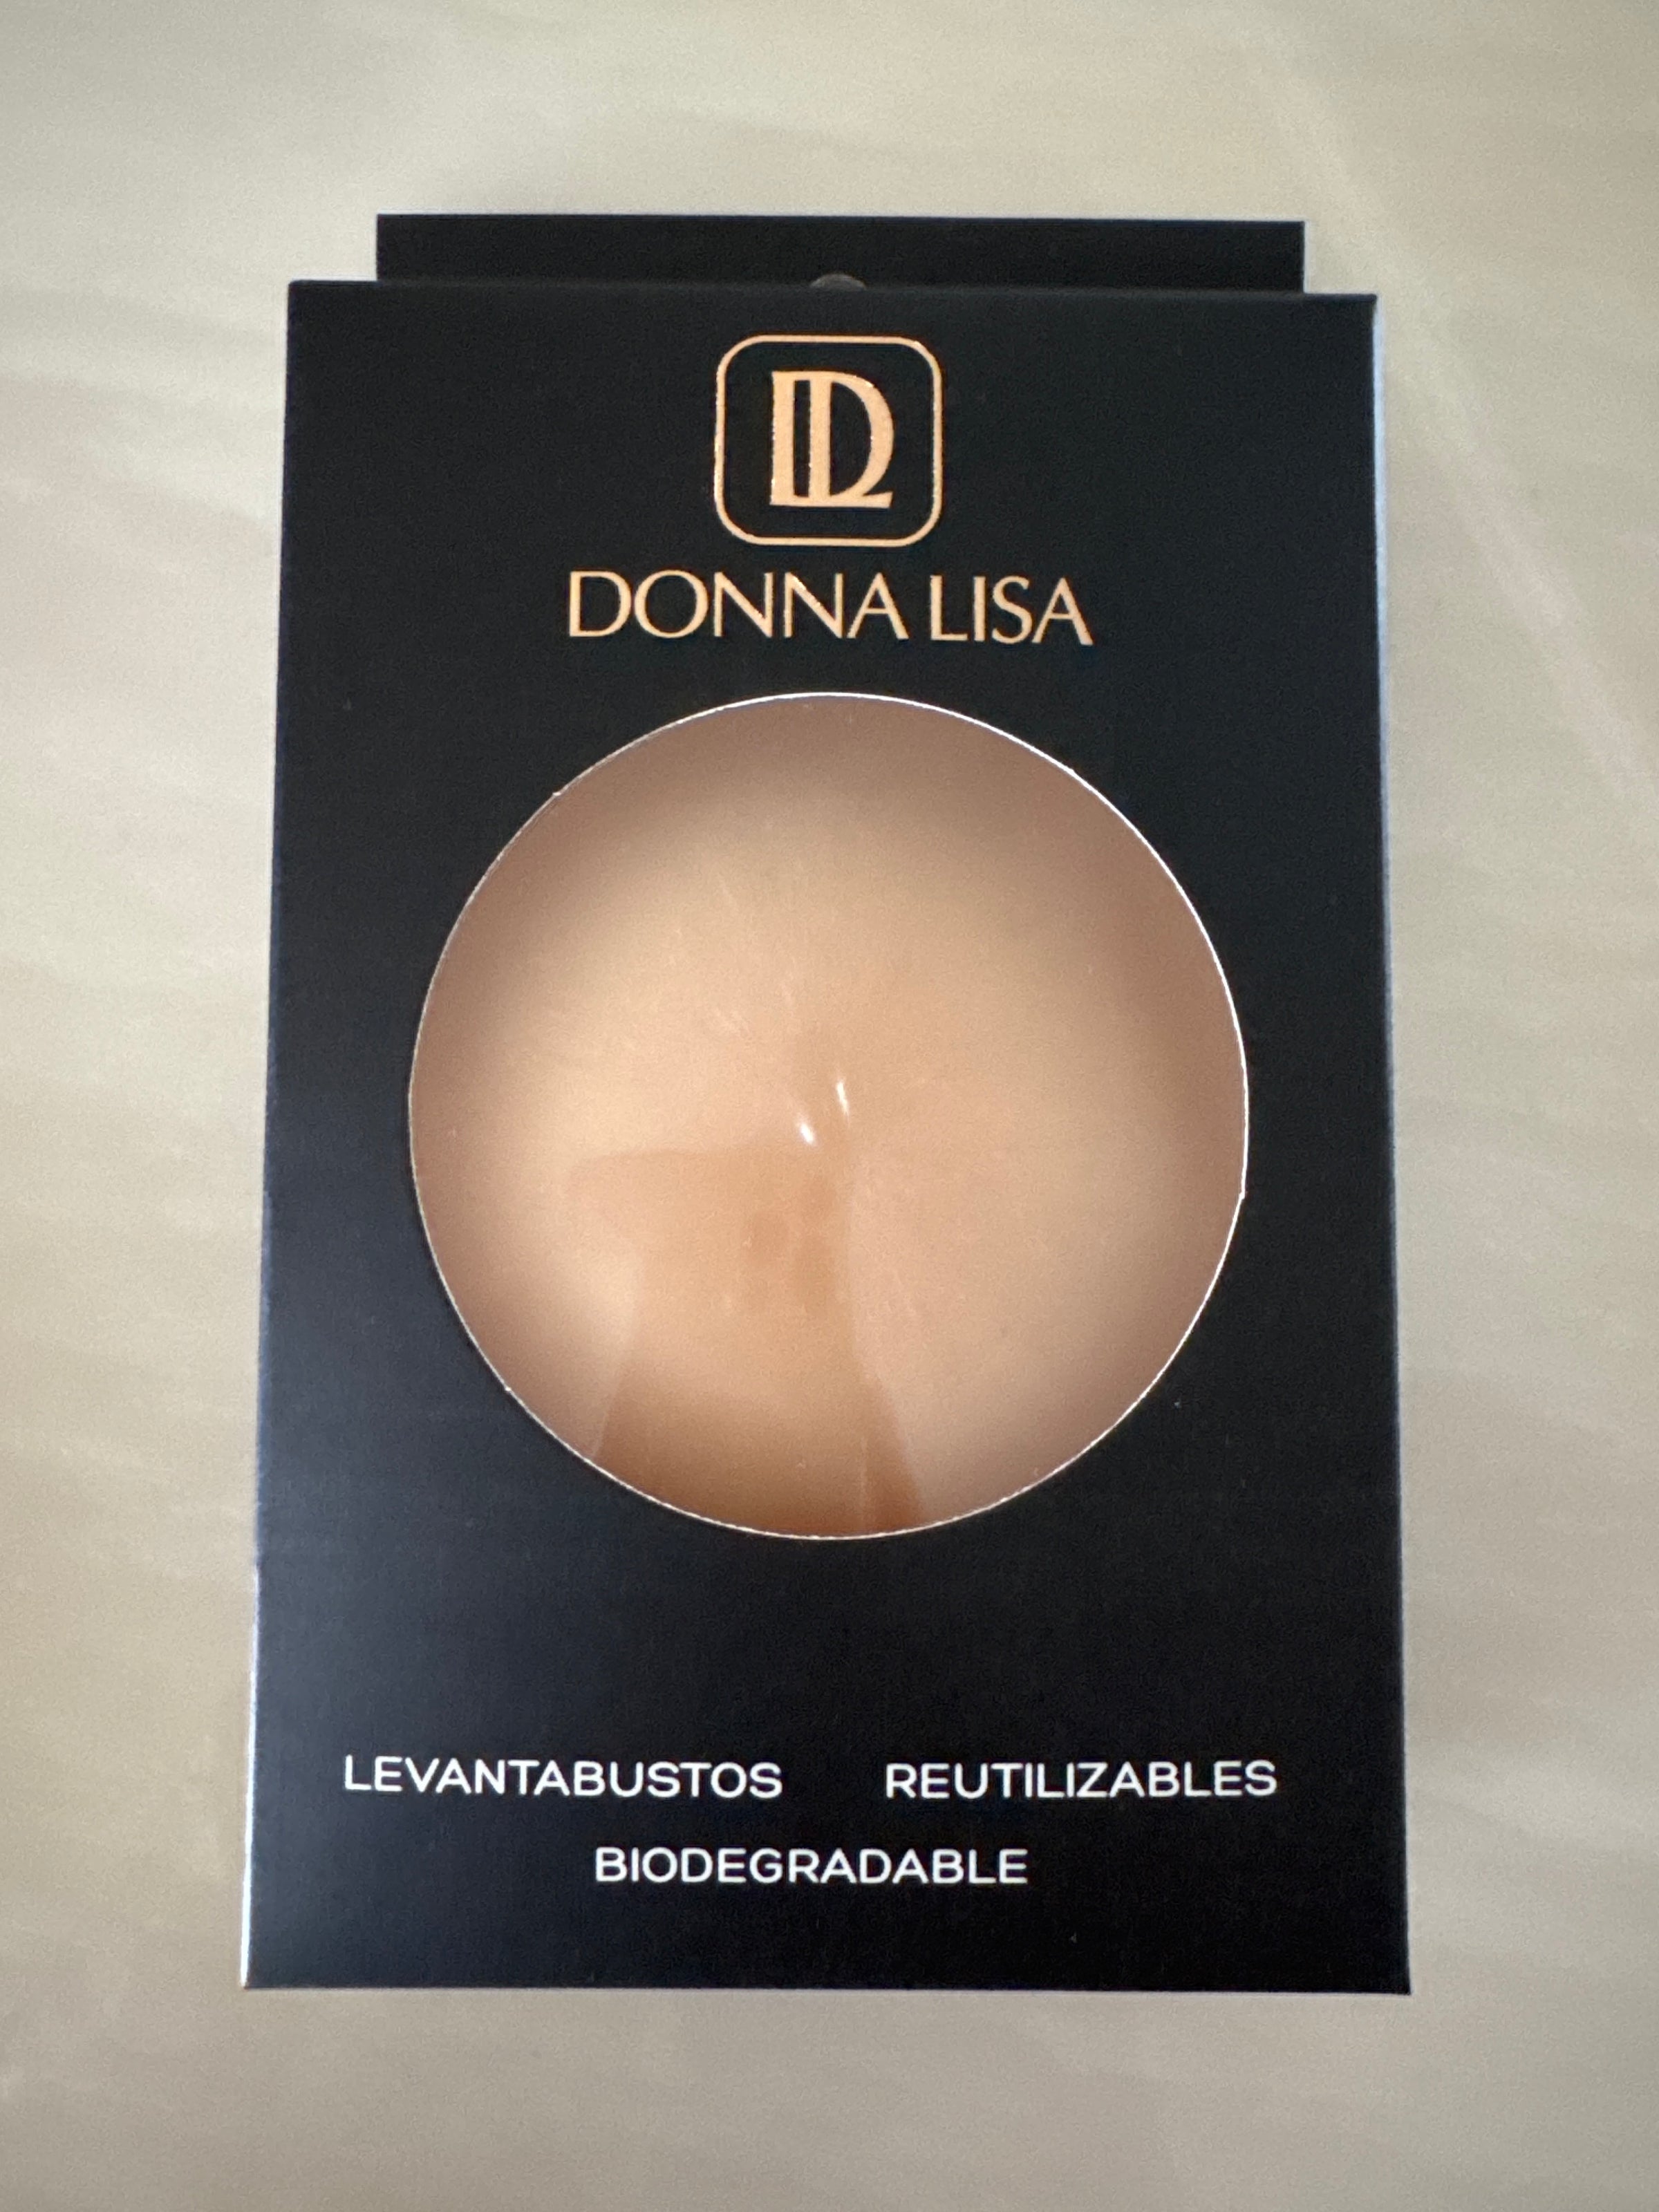 DL
DONNA LISA
LEVANTABUSTOS REUTILIZABLES
BIODEGRADABLE